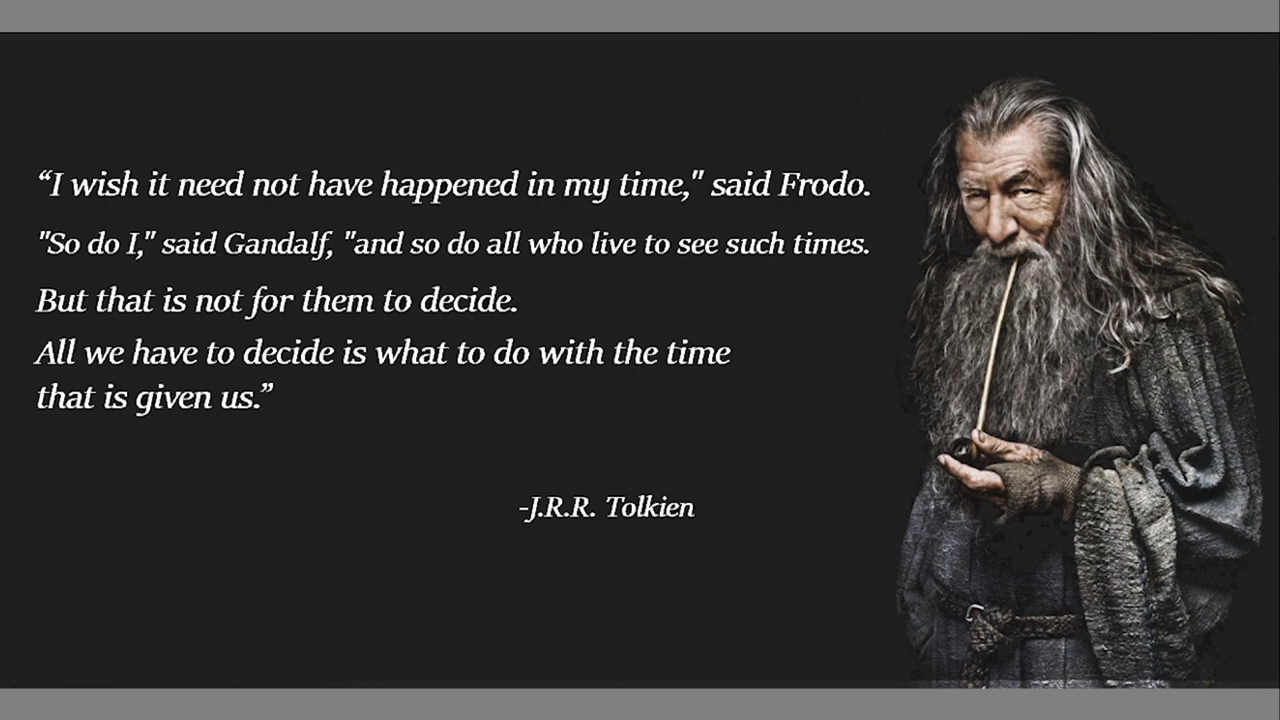 “I wish it need not have happened in my time," said Frodo.
"So do I," said Gandalf, "and so do all who live to see such times.
But that is not for them to decide.
All we have to decide is what to do with the time
that is given us.”
-J.R.R. Tolkien